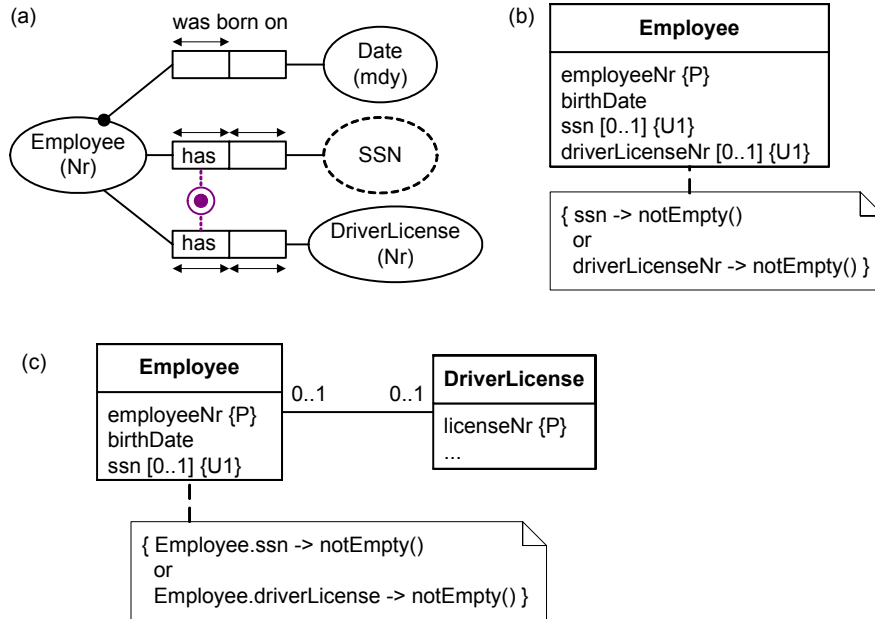 (a)
was born on
Date
(mdy)
Employee
(Nr)
has
SSN
has
DriverLicense
(Nr)
(b)
Employee
employeeNr {P}
birthDate
ssn [0..1] {U1}
driverLicenseNr [0..1] {U1}
{ ssn -> notEmpty()
or
driverLicenseNr -> notEmpty() }
(c)
Employee
employeeNr {P}
birthDate
ssn [0..1] {U1}
0..1
0..1
DriverLicense
licenseNr {P}
...
{ Employee.ssn -> notEmpty()
or
Employee.driverLicense -> notEmpty() }